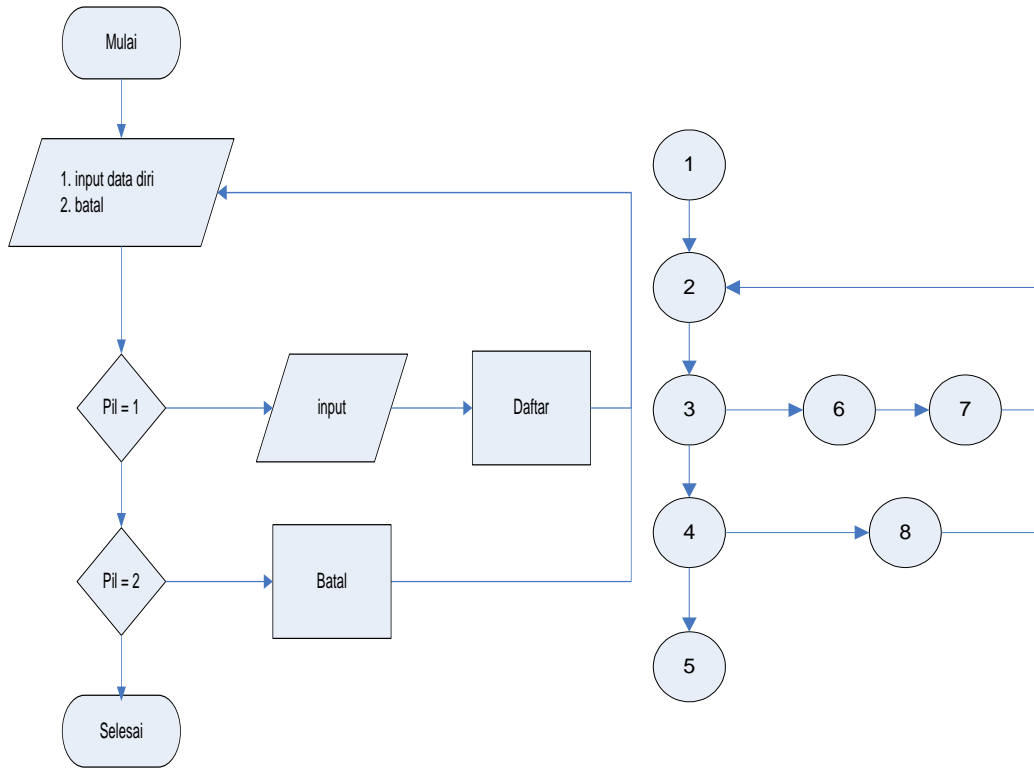 Mulai
1. input data diri
2. batal
Pil = 1
input
Daftar
Pil = 2
Batal
Selesai
1
2
3
6
7
4
8
5